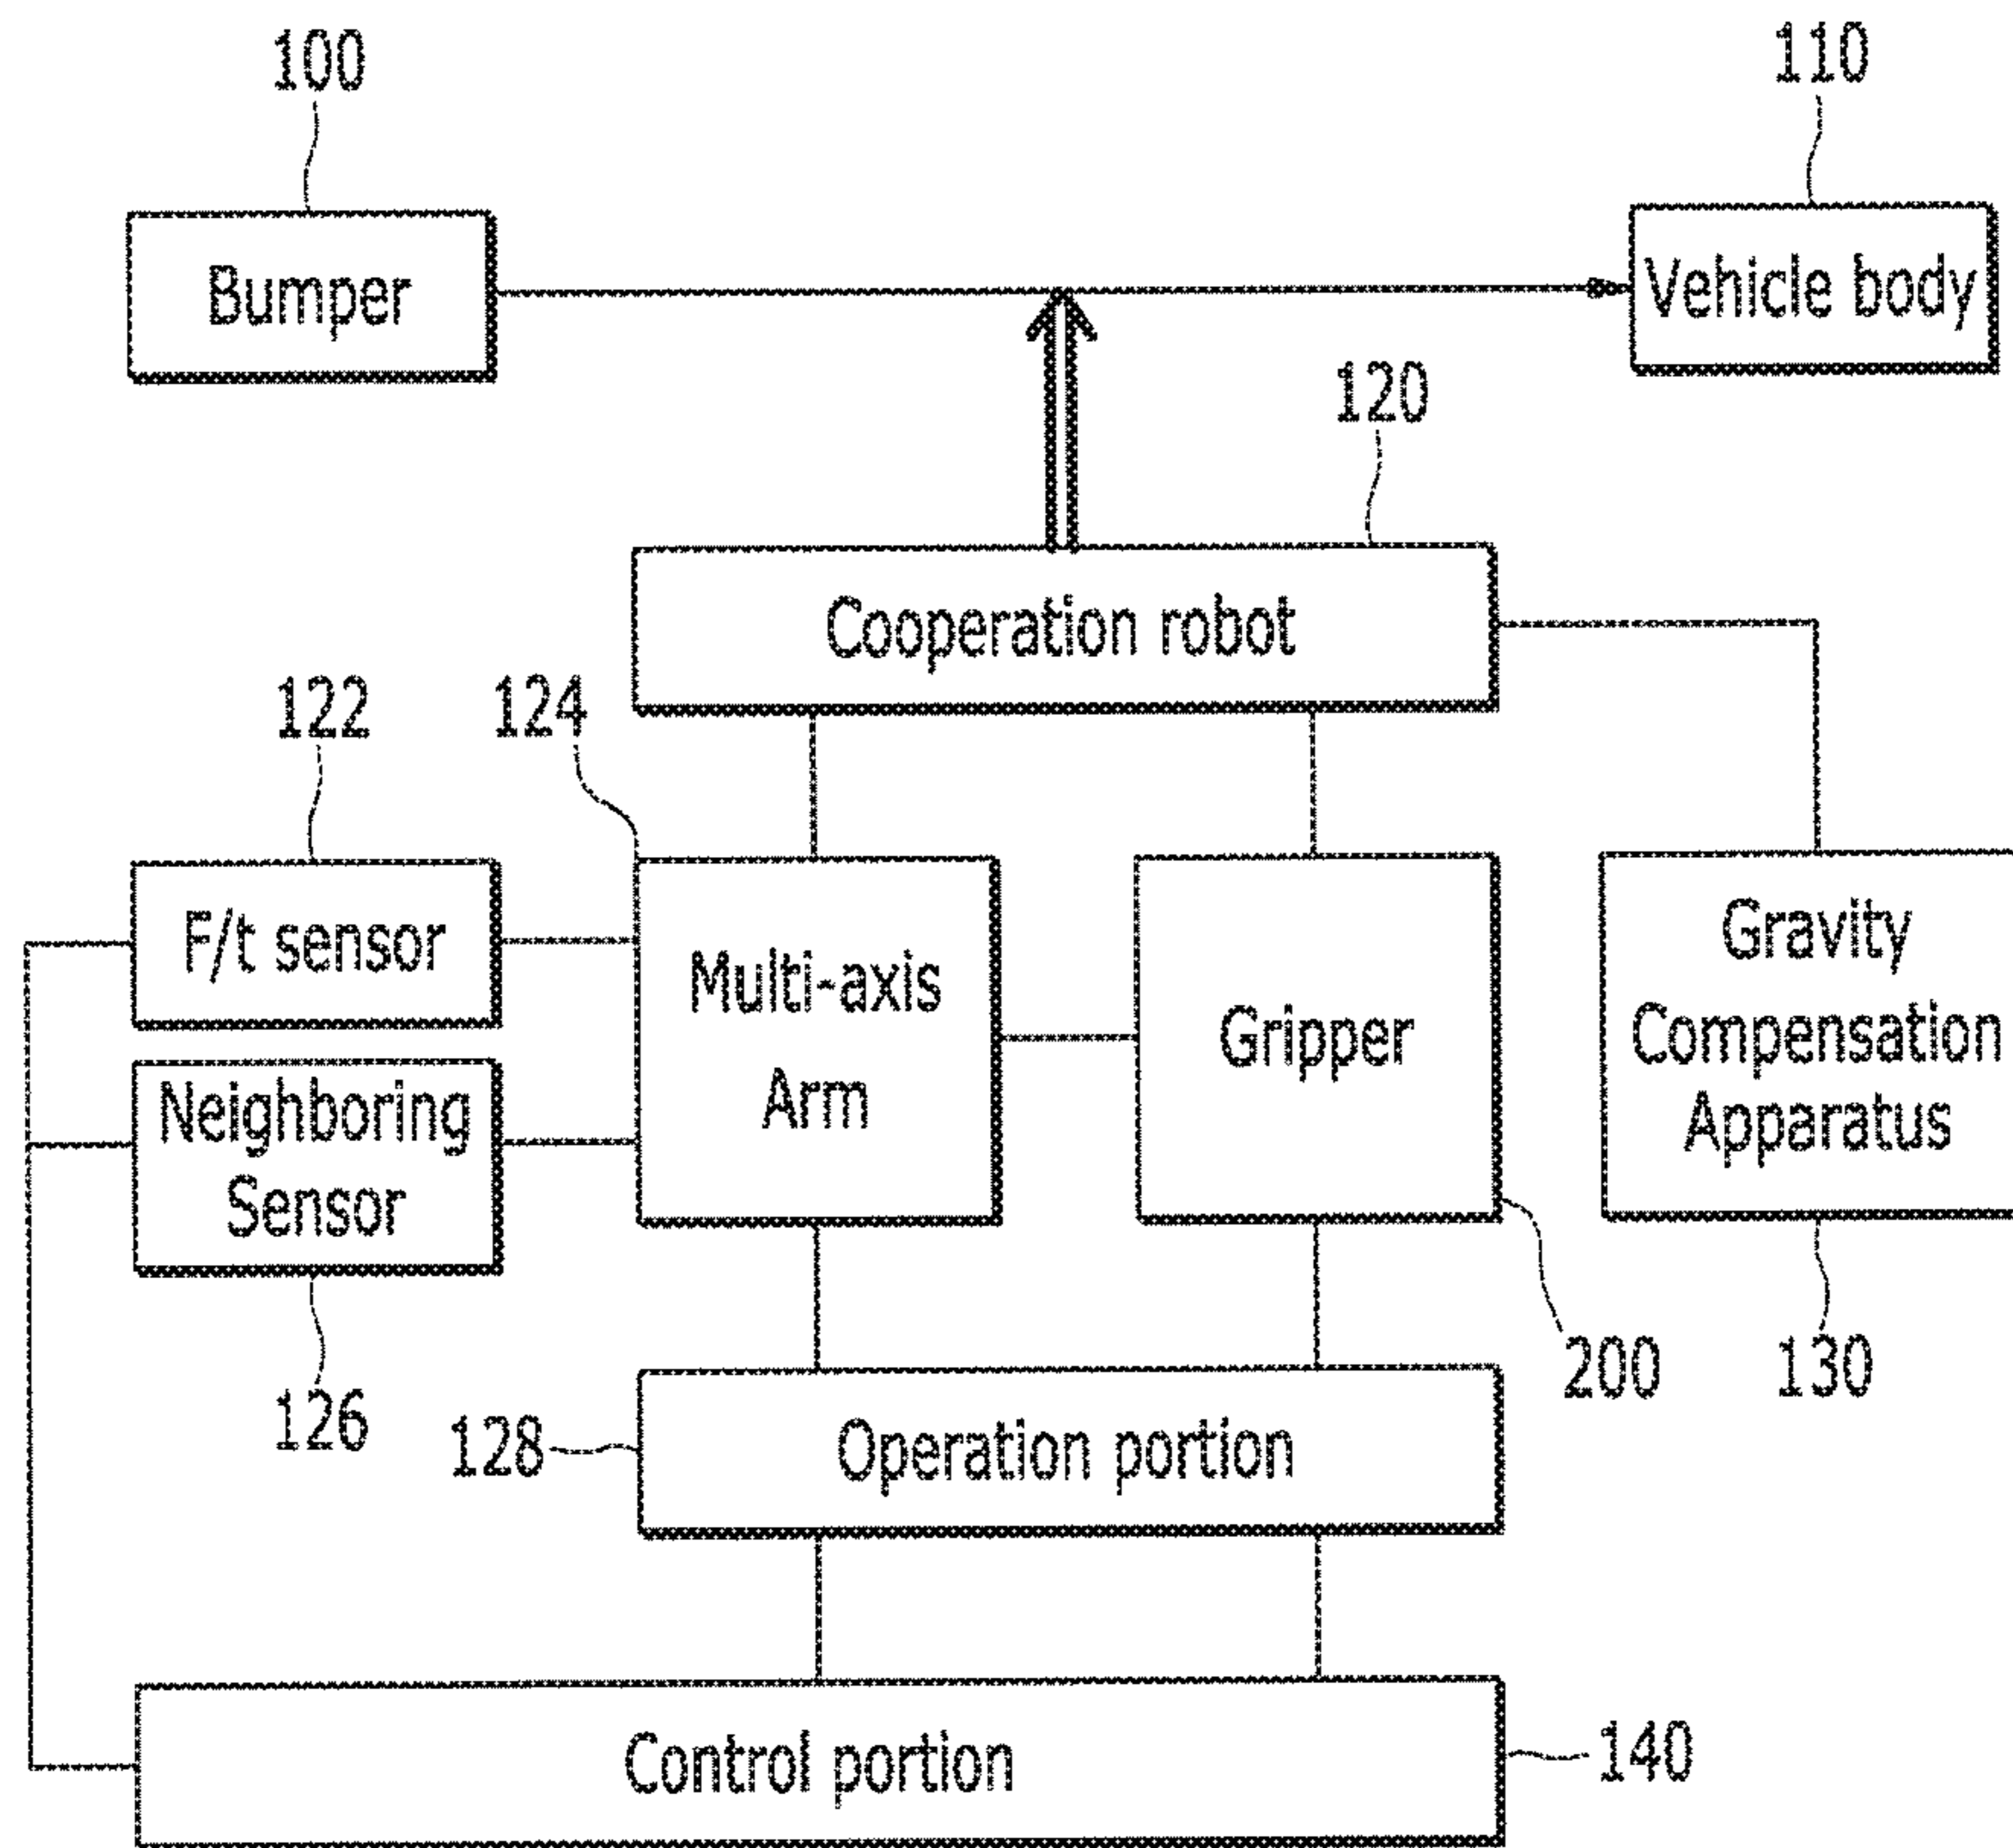 100
110
Bumper
Vehicle body
120
Cooperation robot
122
124
F/t sensor
Multi-axis
Arm
Gripper
Gravity
Compensation
Apparatus
Neighboring
Sensor
126
200
130
128
Operation portion
Control portion
140